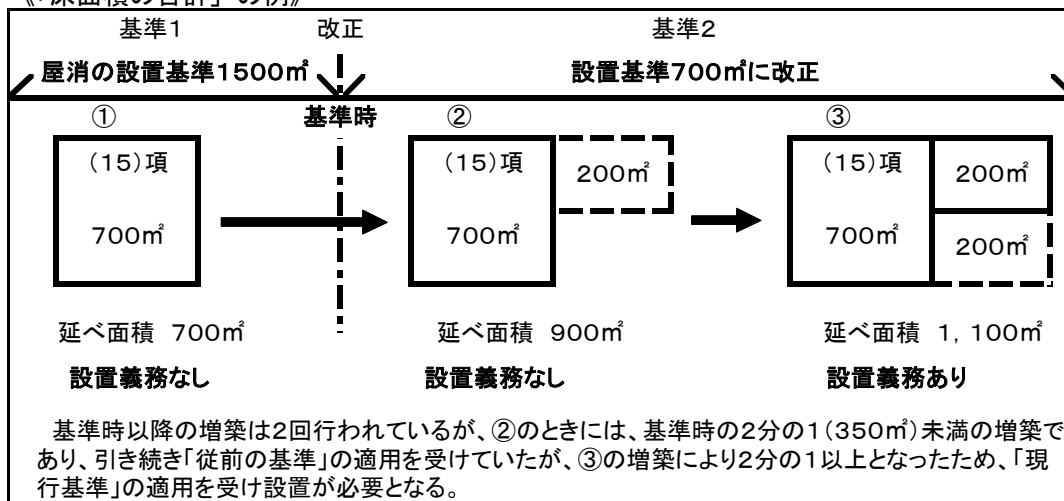 《「床面積の合計」の例》
基準1 改正 基準2
屋消の設置基準1500㎡ 設置基準700㎡に改正
① 基準時 ② ③
(15)項 (15)項 200㎡ (15)項 200㎡
700㎡ 700㎡ 700㎡ 200㎡
延べ面積 700㎡ 延べ面積 900㎡ 延べ面積 1,100㎡
設置義務なし 設置義務なし 設置義務あり
基準時以降の増築は2回行われているが、②のときには、基準時の2分の1(350㎡)未満の増築で
あり、引き続き「従前の基準」の適用を受けていたが、③の増築により2分の1以上となったため、「現
行基準」の適用を受け設置が必要となる。